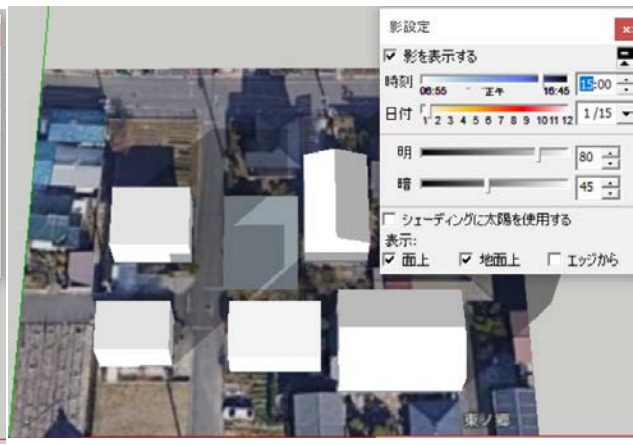 影設定
影を表示する
時刻 06:55 正午 16:45 15:00
日付 1 2 3 4 5 6 7 8 9 10 11 12 1/15
明 80
暗 45
シェーディングに太陽を使用する
表示:
面上 地面上 エッジから
東ノ郷